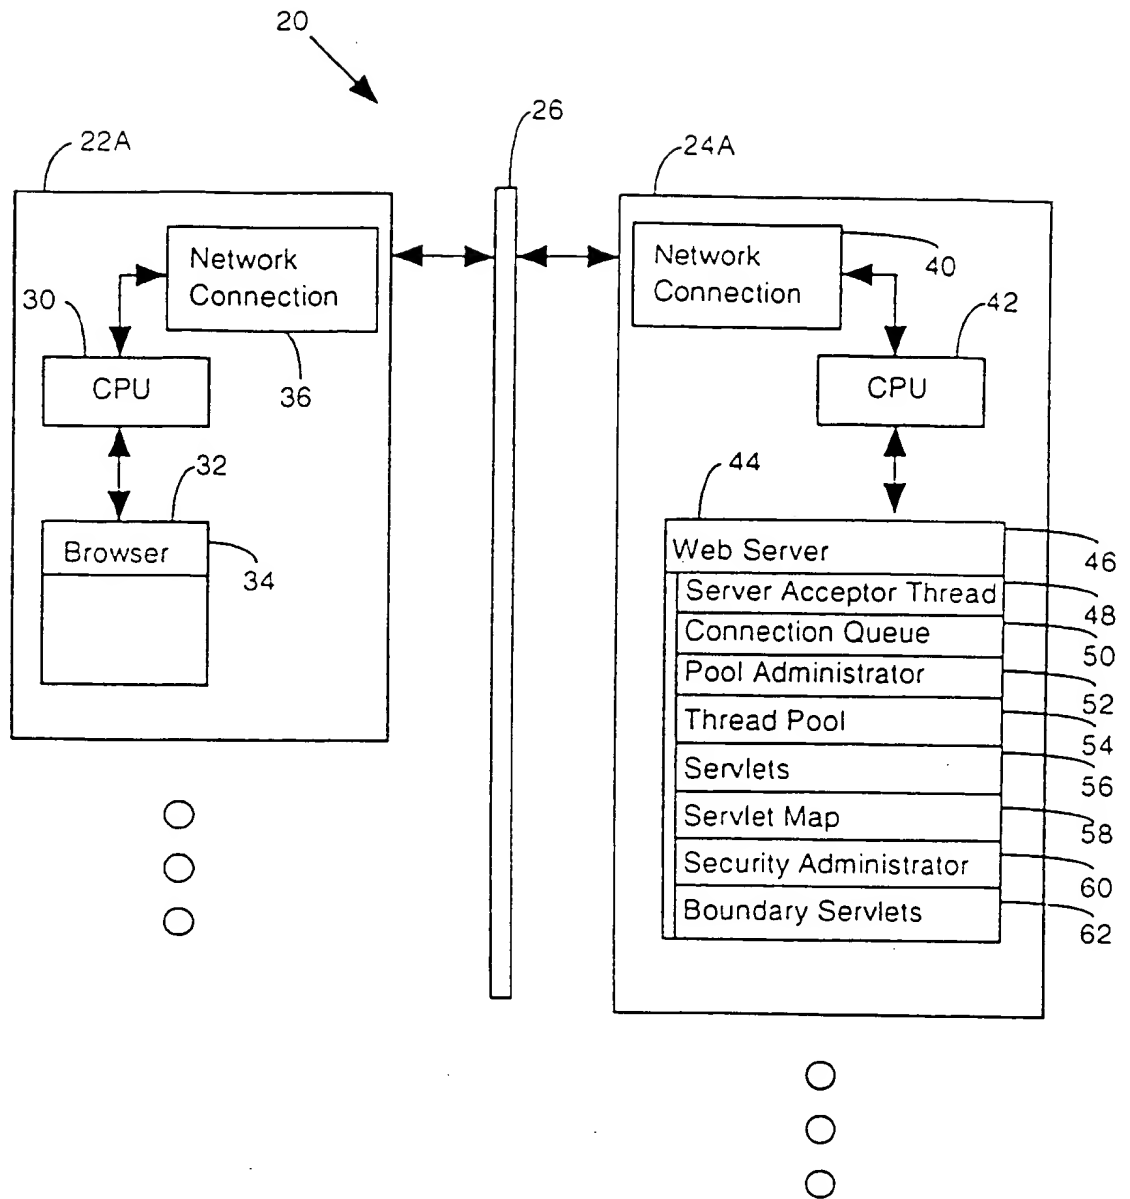 20
22A
26
24A
Network
Connection
30
CPU
36
32
Browser
34
Network
Connection
40
42
CPU
44
Web Server
46
Server Acceptor Thread
48
Connection Queue
50
Pool Administrator
52
Thread Pool
54
Servlets
56
Servlet Map
58
Security Administrator
60
Boundary Servlets
62